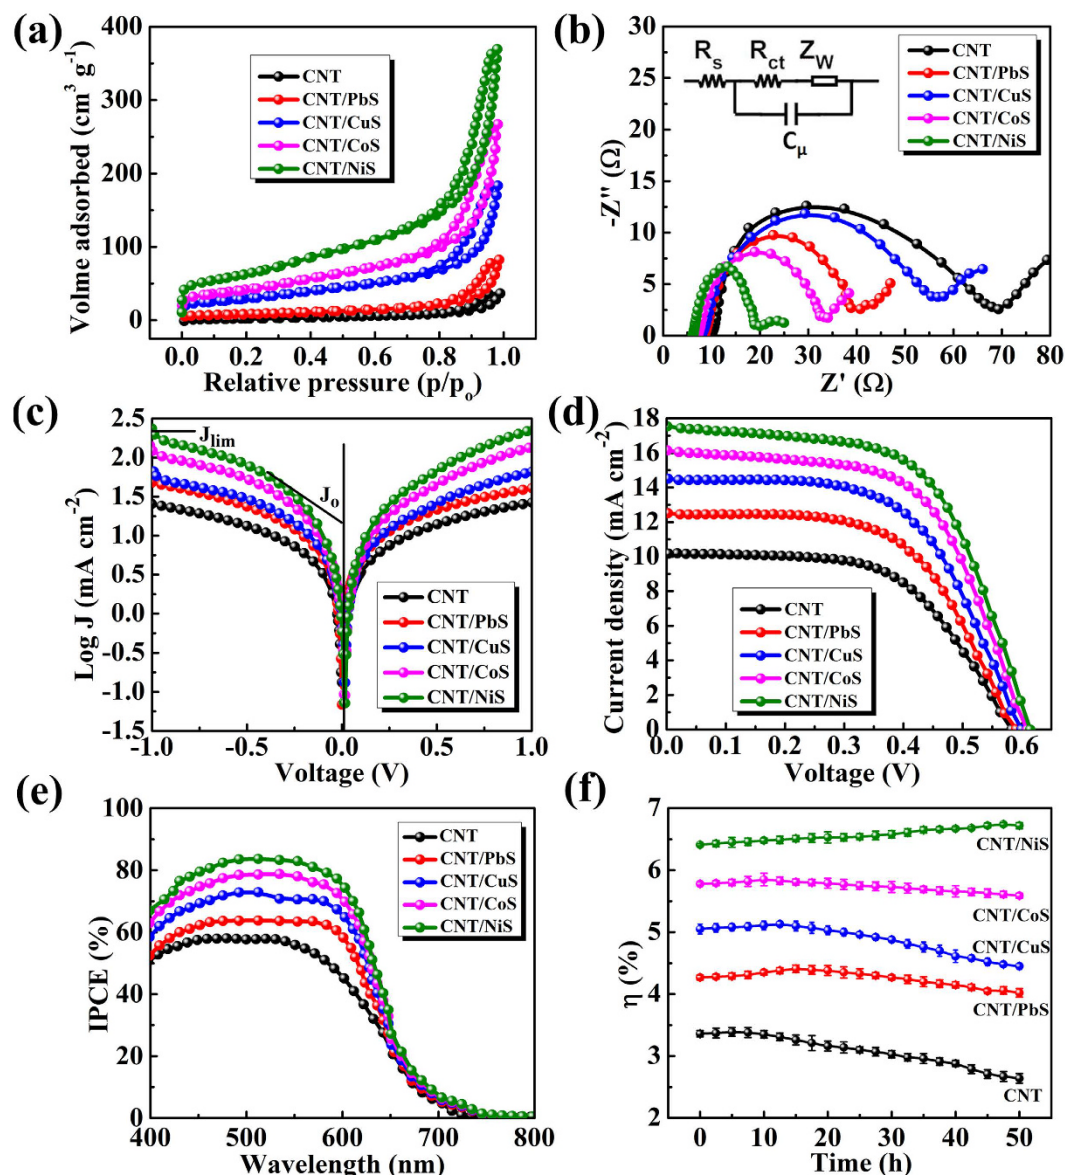 (a)
400
300
200
100
0
Volme adsorbed (cm³ g⁻¹)
CNT
CNT/PbS
CNT/CuS
CNT/CoS
CNT/NiS
0.0 0.2 0.4 0.6 0.8 1.0
Relative pressure (p/pₒ)
(b)
30
25
20
15
10
5
0
-Z'' (Ω)
Rs Rct ZW
Cμ
CNT
CNT/PbS
CNT/CuS
CNT/CoS
CNT/NiS
0 10 20 30 40 50 60 70 80
Z' (Ω)
(c)
2.5
2.0
1.5
1.0
0.5
0.0
-0.5
-1.0
-1.5
Log J (mA cm⁻²)
Jlim
Jo
CNT
CNT/PbS
CNT/CuS
CNT/CoS
CNT/NiS
-1.0 -0.5 0.0 0.5 1.0
Voltage (V)
(d)
18
16
14
12
10
8
6
4
2
0
Current density (mA cm⁻²)
CNT
CNT/PbS
CNT/CuS
CNT/CoS
CNT/NiS
0.0 0.1 0.2 0.3 0.4 0.5 0.6
Voltage (V)
(e)
100
80
60
40
20
0
IPCE (%)
CNT
CNT/PbS
CNT/CuS
CNT/CoS
CNT/NiS
400 500 600 700 800
Wavelength (nm)
(f)
7
6
5
4
3
2
η (%)
CNT/NiS
CNT/CoS
CNT/CuS
CNT/PbS
CNT
0 10 20 30 40 50
Time (h)